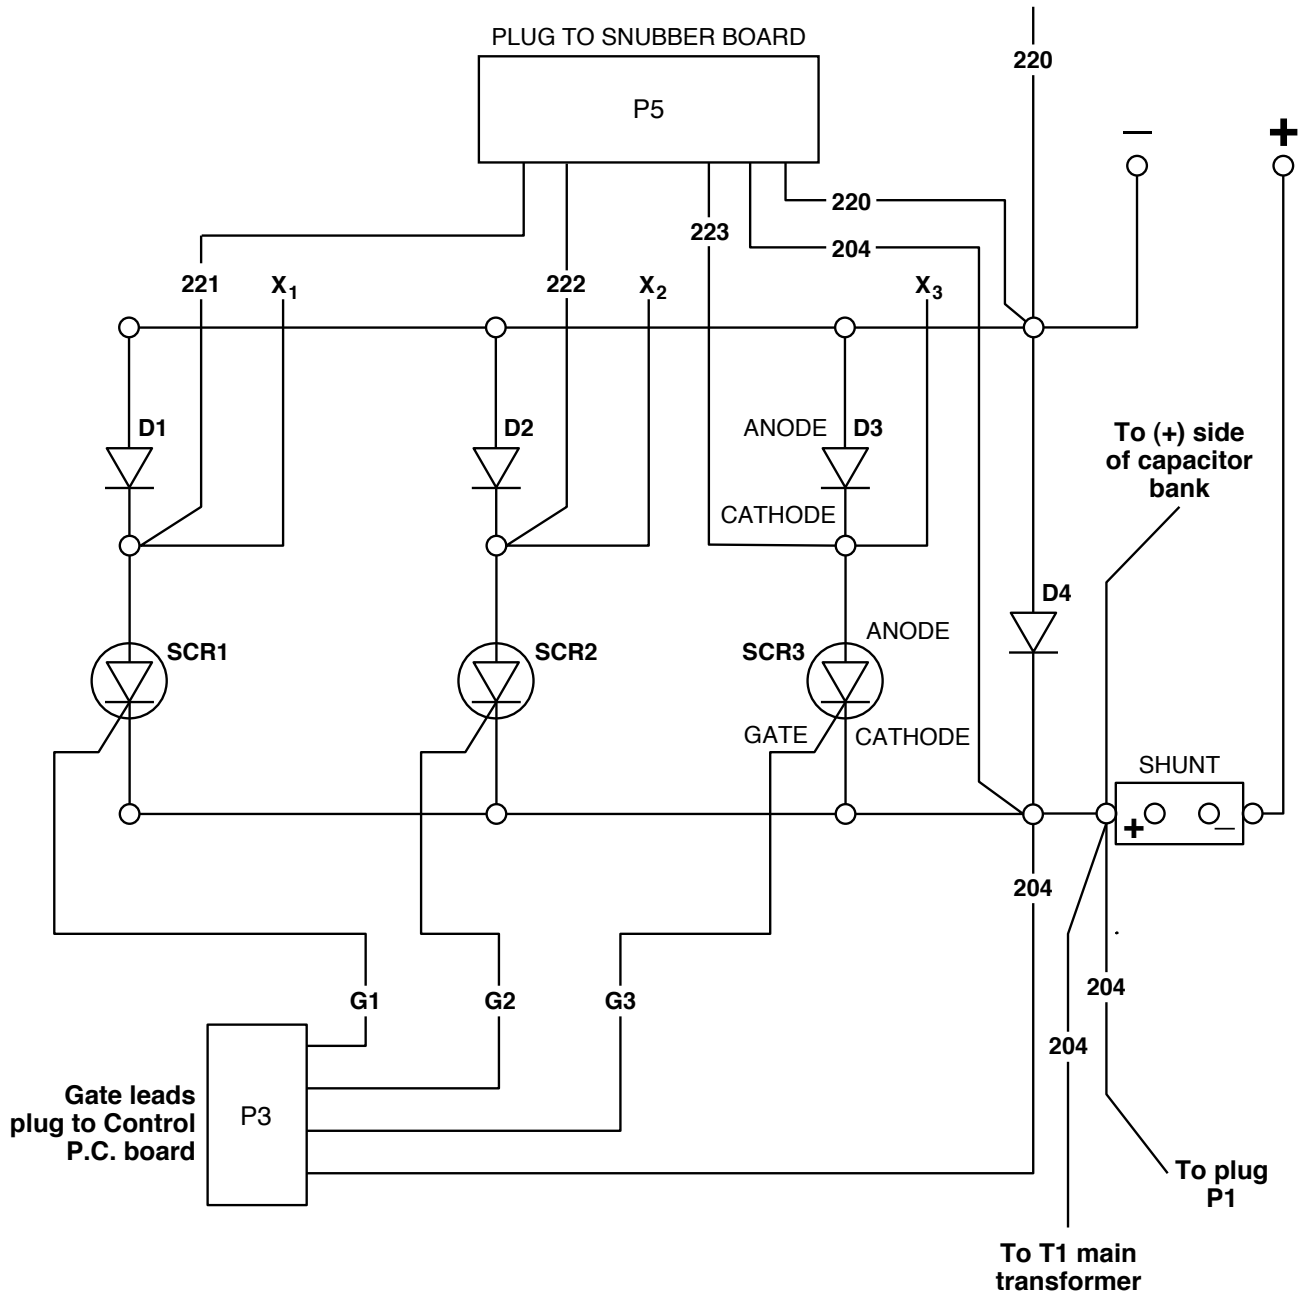 PLUG TO SNUBBER BOARD
220
P5
–
+
220
223
204
221
X1
222
X2
X3
D1
D2
ANODE
D3
To (+) side
of capacitor
bank
CATHODE
D4
ANODE
SCR1
SCR2
SCR3
GATE
CATHODE
SHUNT
+
–
204
204
G1
G2
G3
204
Gate leads
plug to Control
P.C. board
P3
To plug
P1
To T1 main
transformer